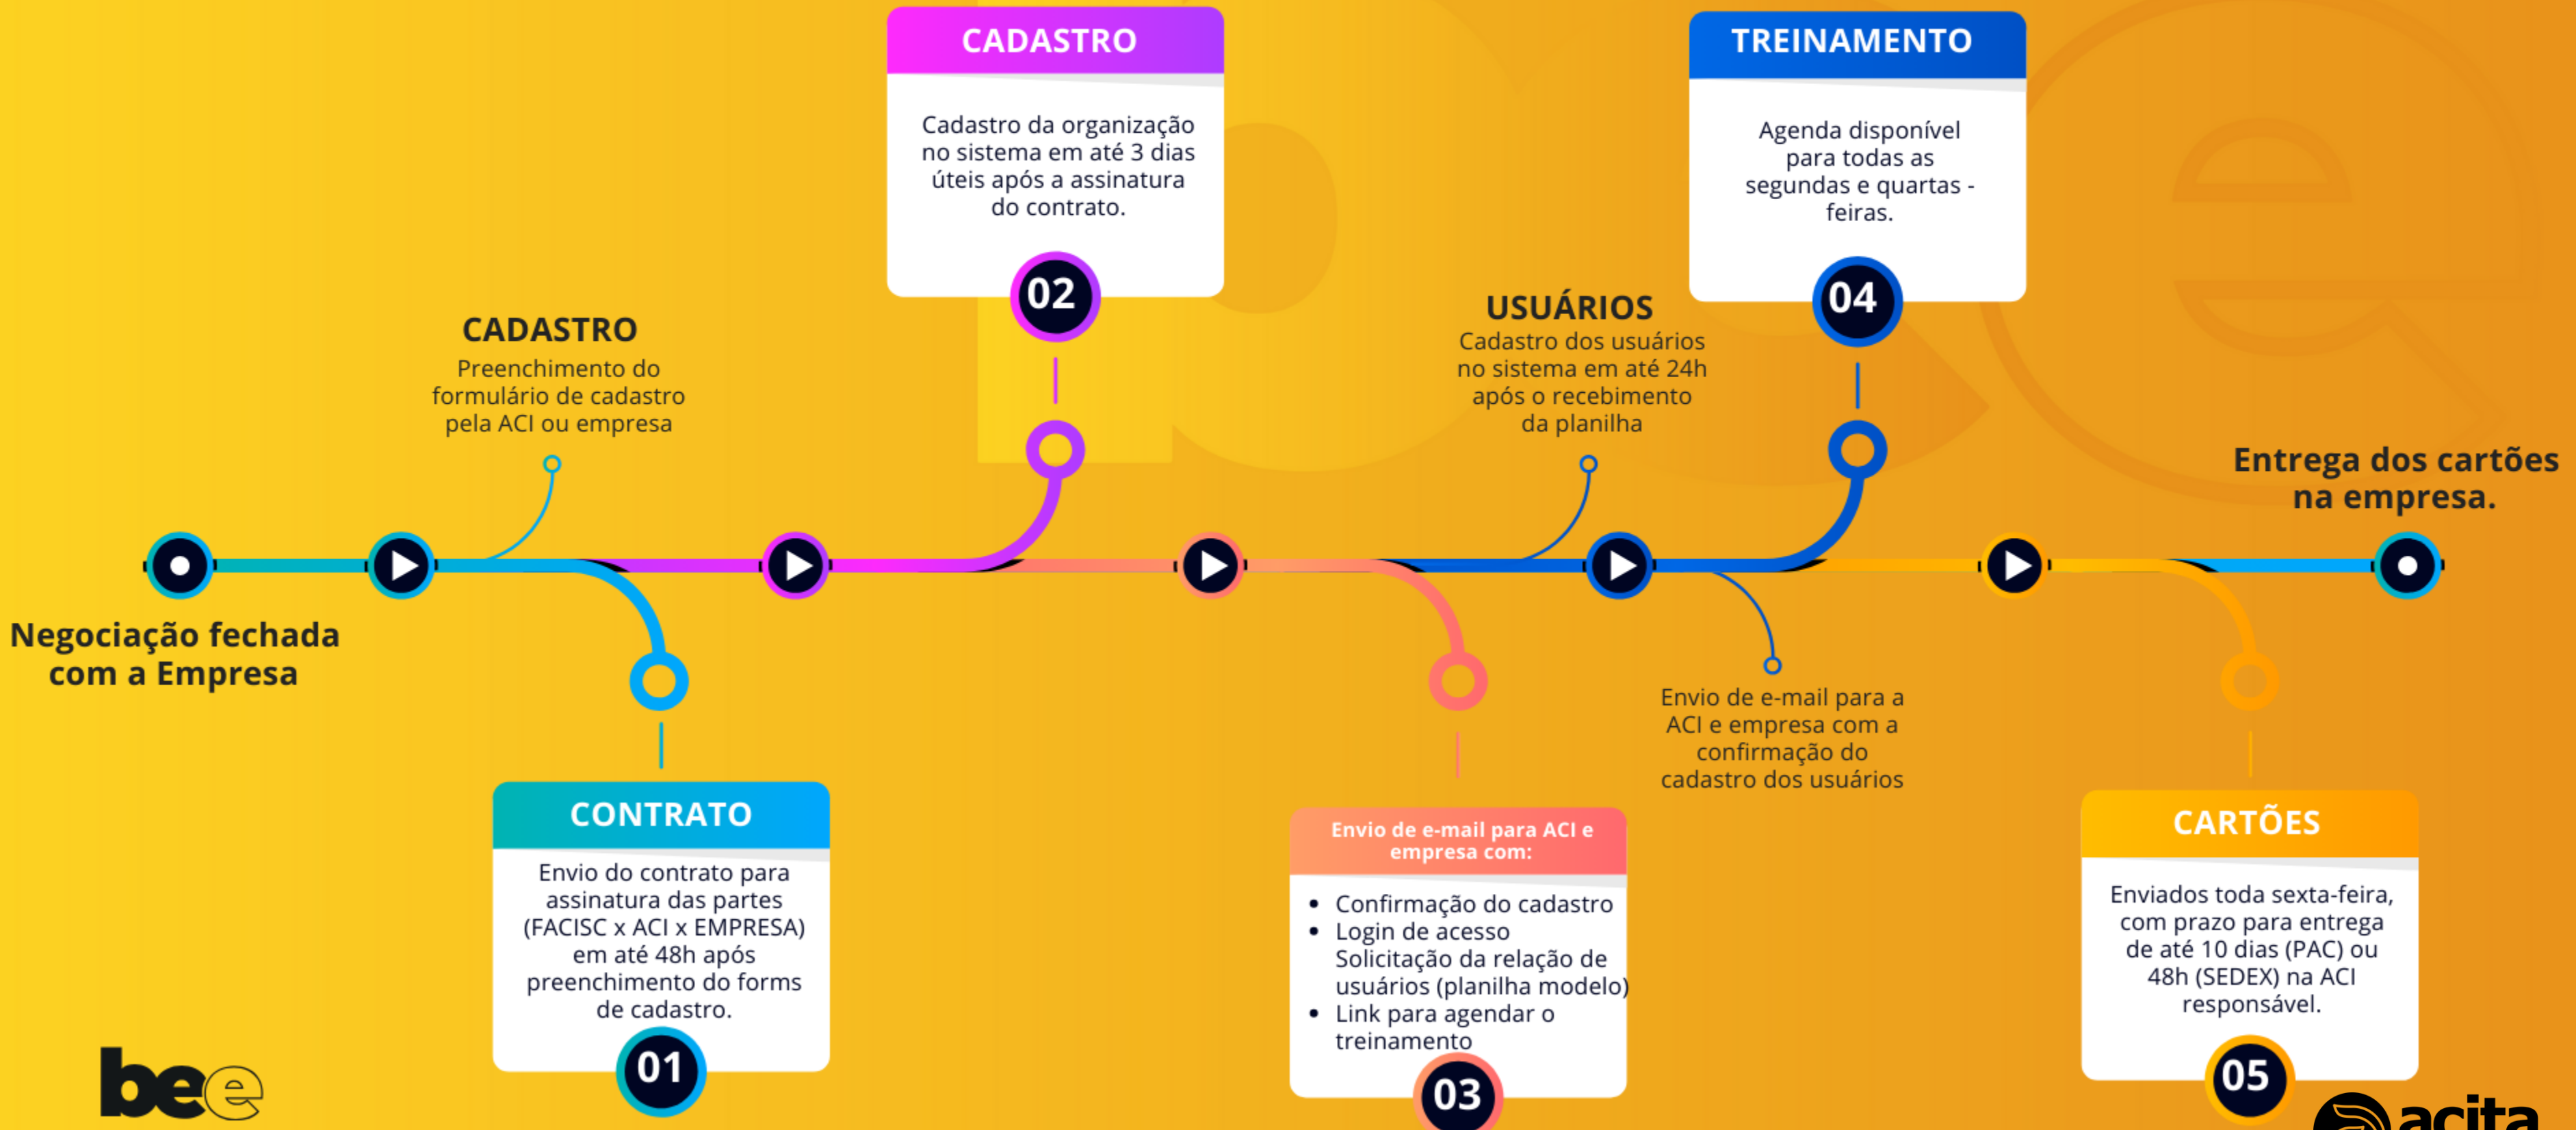 Negociação fechada
com a Empresa
CADASTRO
Preenchimento do
formulário de cadastro
pela ACI ou empresa
CONTRATO
Envio do contrato para
assinatura das partes
(FACISC x ACI x EMPRESA)
em até 48h após
preenchimento do forms
de cadastro.
01
CADASTRO
Cadastro da organização
no sistema em até 3 dias
úteis após a assinatura
do contrato.
02
Envio de e-mail para ACI e
empresa com:
• Confirmação do cadastro
• Login de acesso
Solicitação da relação de
usuários (planilha modelo)
• Link para agendar o
treinamento
03
USUÁRIOS
Cadastro dos usuários
no sistema em até 24h
após o recebimento
da planilha
Envio de e-mail para a
ACI e empresa com a
confirmação do
cadastro dos usuários
TREINAMENTO
Agenda disponível
para todas as
segundas e quartas -
feiras.
04
CARTÕES
Enviados toda sexta-feira,
com prazo para entrega
de até 10 dias (PAC) ou
48h (SEDEX) na ACI
responsável.
05
Entrega dos cartões
na empresa.
bee
acita